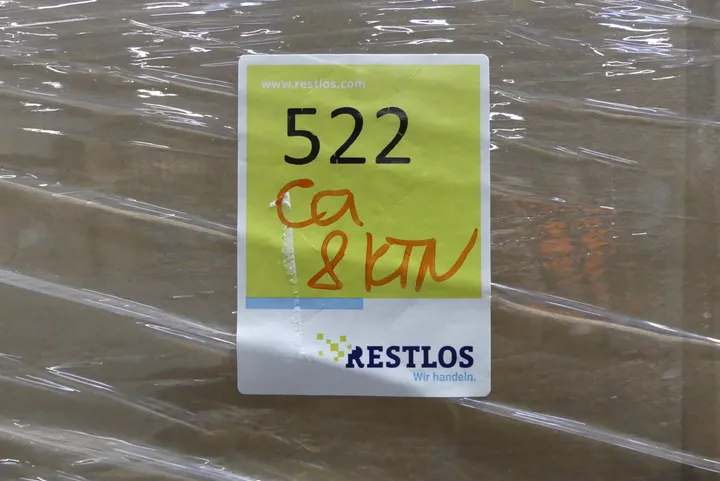 www.restlos.com
522
ca
8 KTN
RESTLOS
Wir handeln.